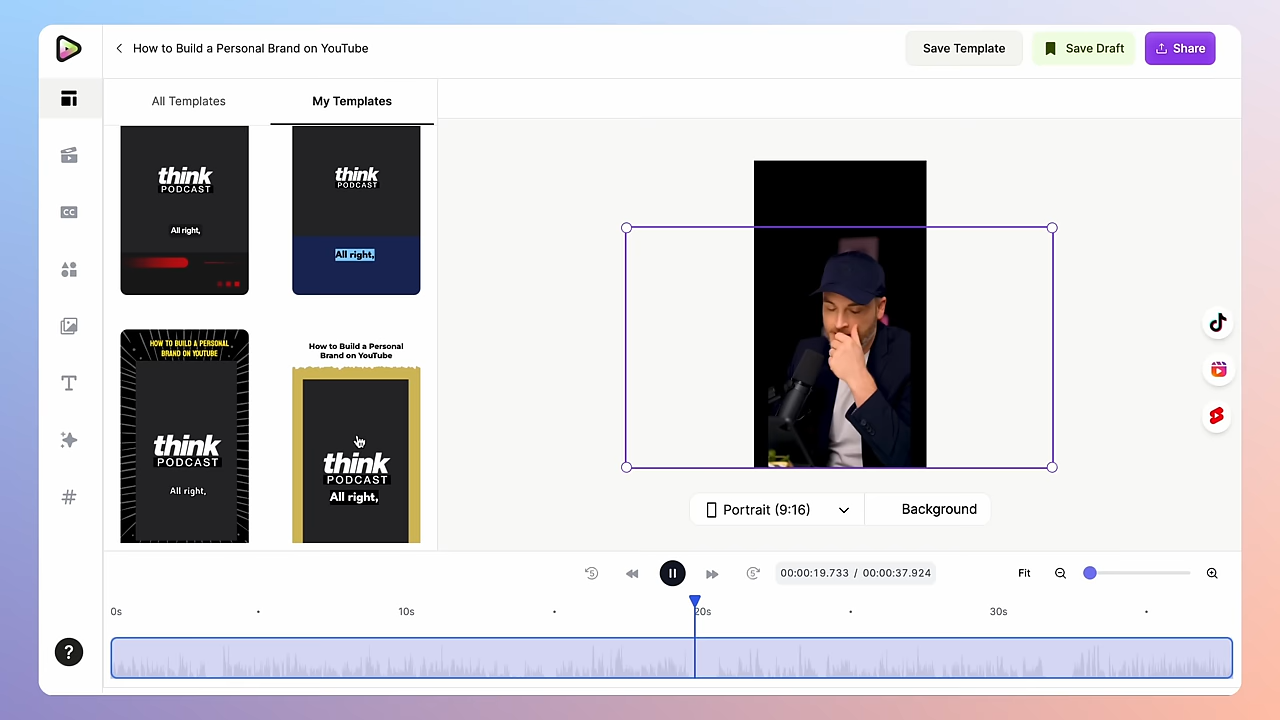 How to Build a Personal Brand on YouTube
Save Template
Save Draft
Share
All Templates
My Templates
think
PODCAST
All right,
think
PODCAST
All right,
HOW TO BUILD A PERSONAL
BRAND ON YOUTUBE
think
PODCAST
All right,
How to Build a Personal
Brand on YouTube
think
PODCAST
All right,
CC
T
#
Portrait (9:16)
Background
5
5
00:00:19.733 / 00:00:37.924
Fit
0s
10s
20s
30s
?